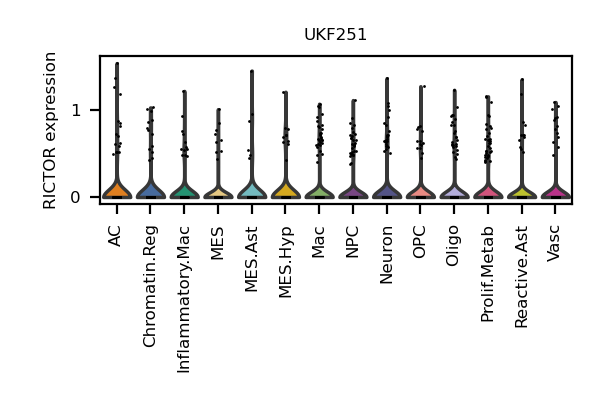 UKF251
RICTOR expression
1
0
AC
Chromatin.Reg
Inflammatory.Mac
MES
MES.Ast
MES.Hyp
Mac
NPC
Neuron
OPC
Oligo
Prolif.Metab
Reactive.Ast
Vasc